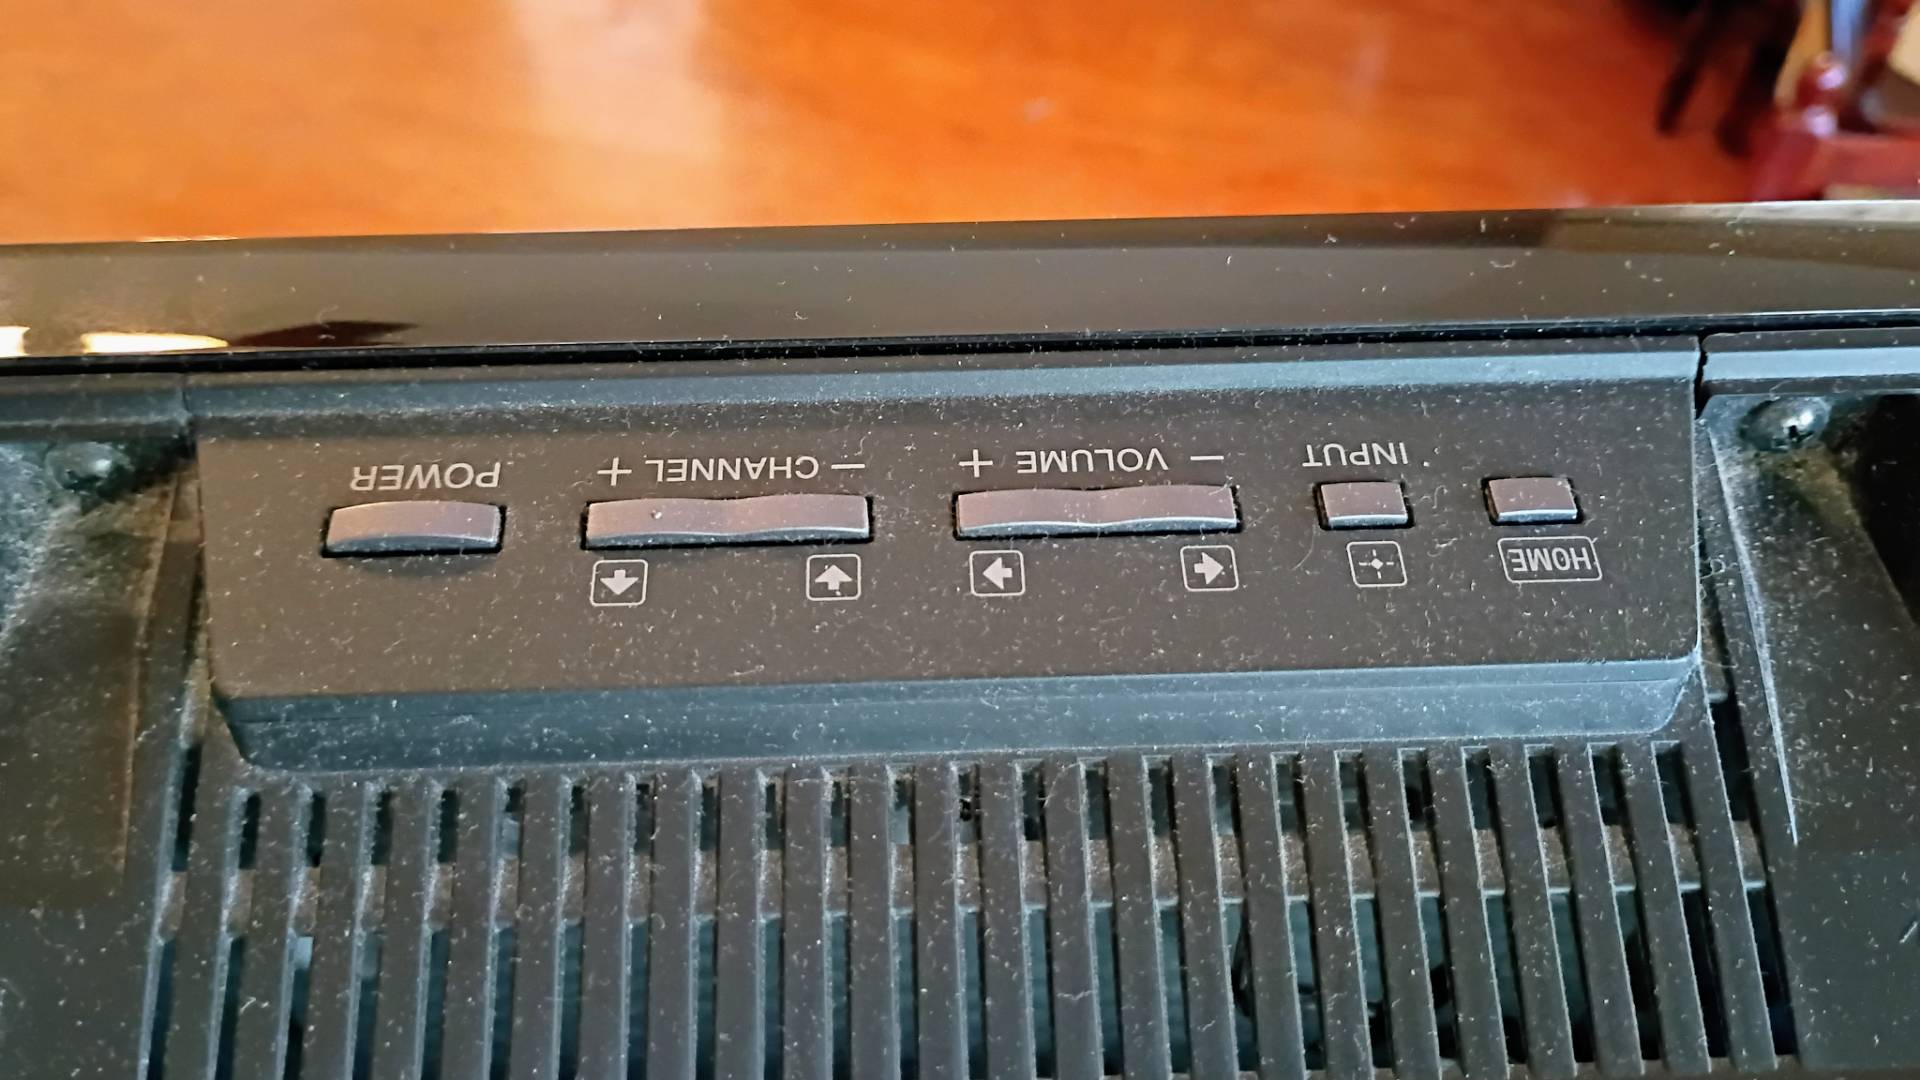 HOME
INPUT
− VOLUME +
− CHANNEL +
POWER